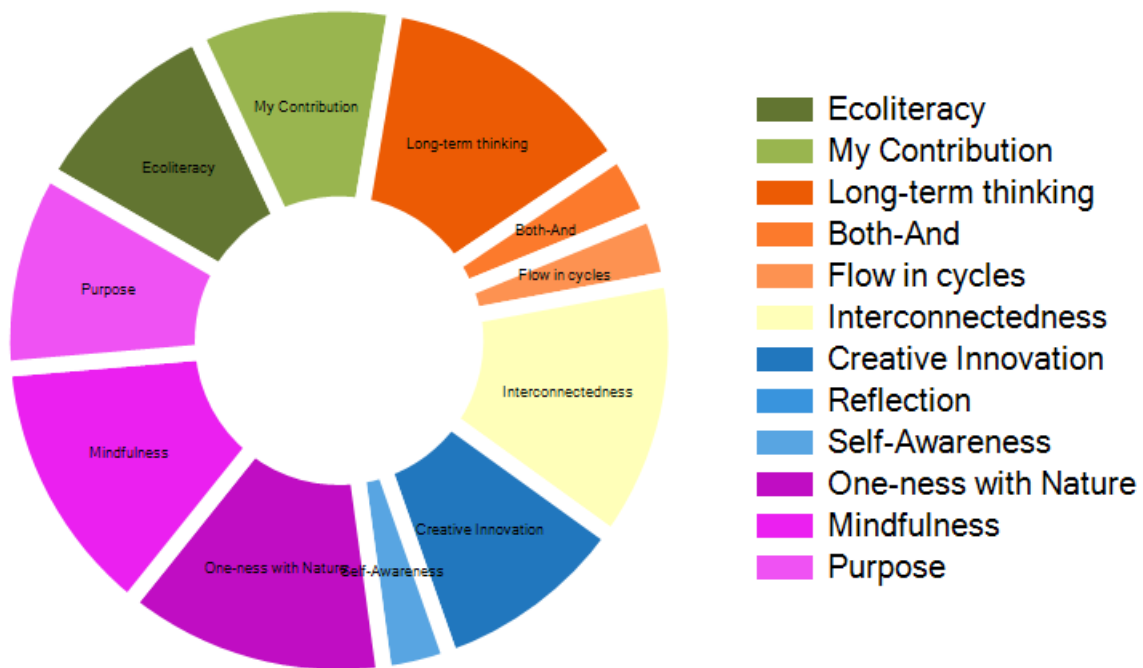 My Contribution
Long-term thinking
Ecoliteracy
Both-And
Flow in cycles
Purpose
Interconnectedness
Mindfulness
Creative Innovation
One-ness with Nature
Self-Awareness
Ecoliteracy
My Contribution
Long-term thinking
Both-And
Flow in cycles
Interconnectedness
Creative Innovation
Reflection
Self-Awareness
One-ness with Nature
Mindfulness
Purpose